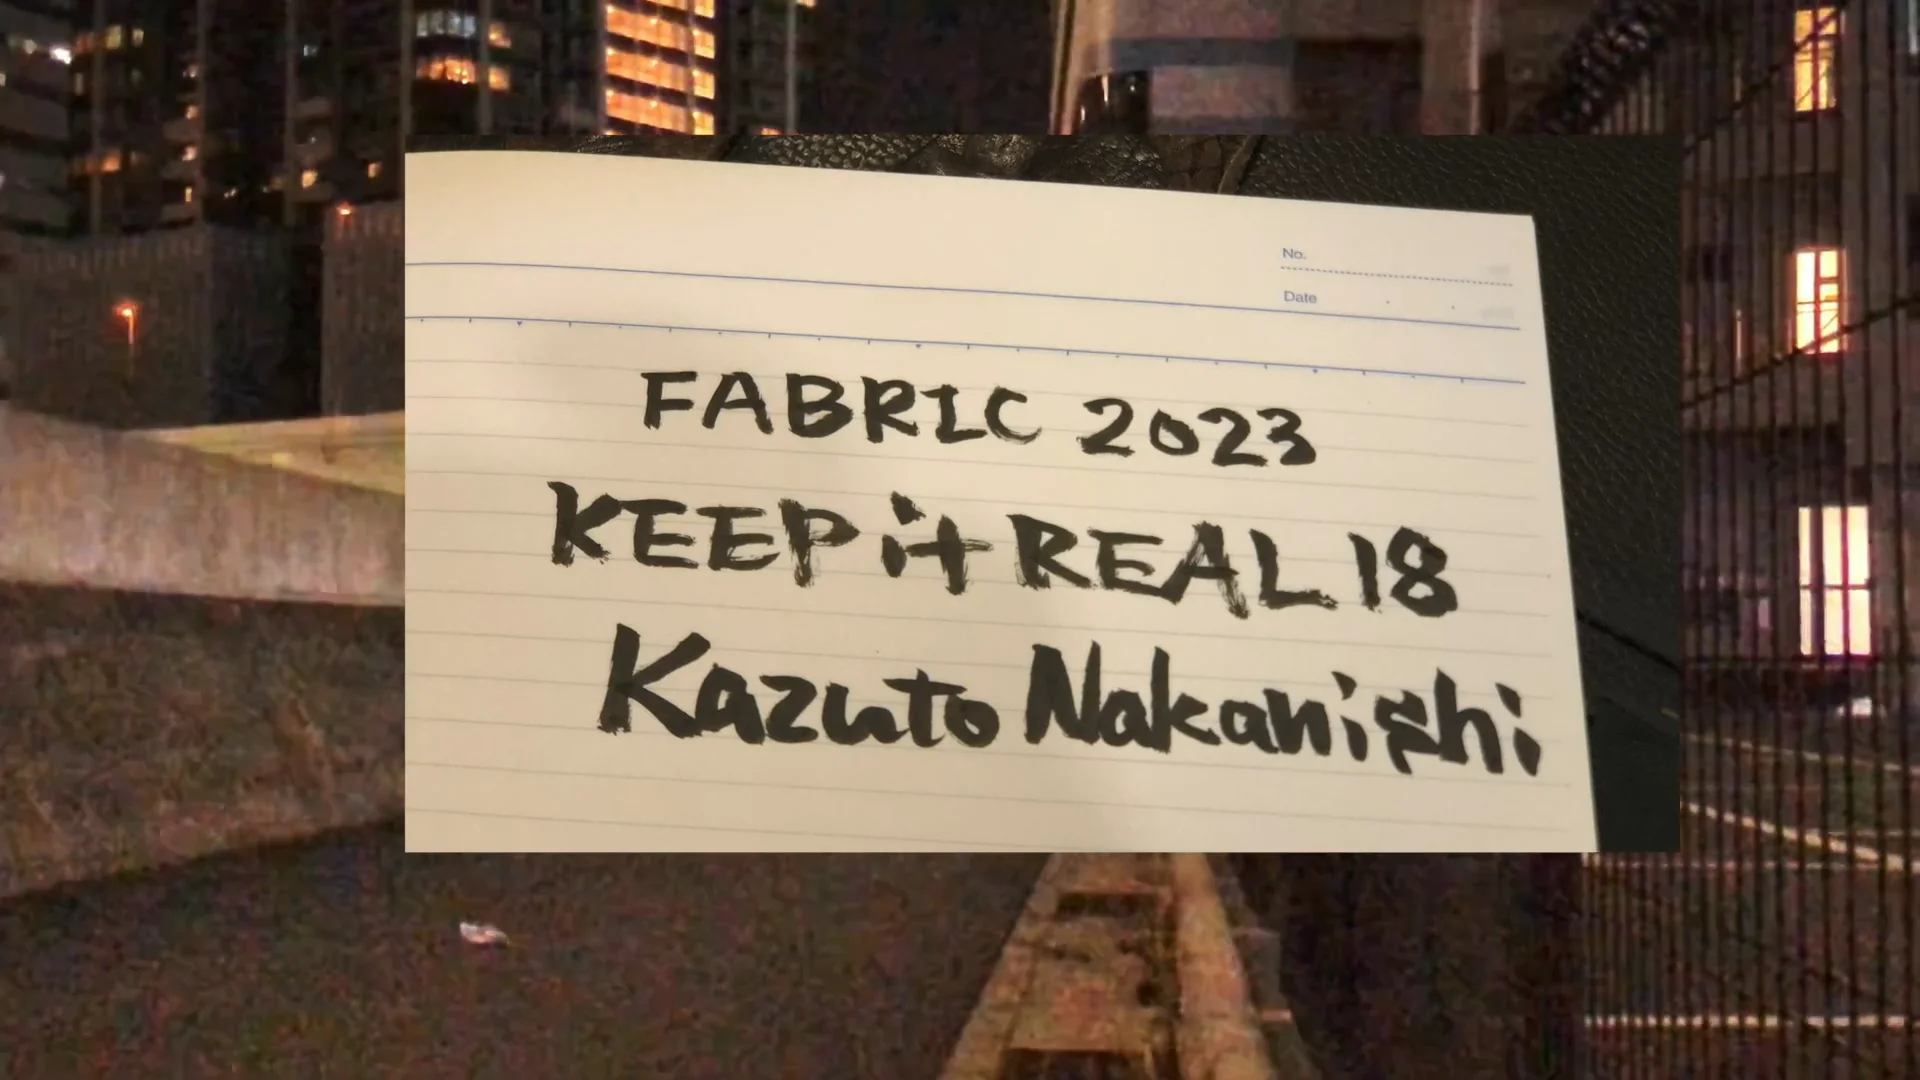 No.
Date
FABRIC 2023
KEEP it REAL 18
Kazuto Nakanishi